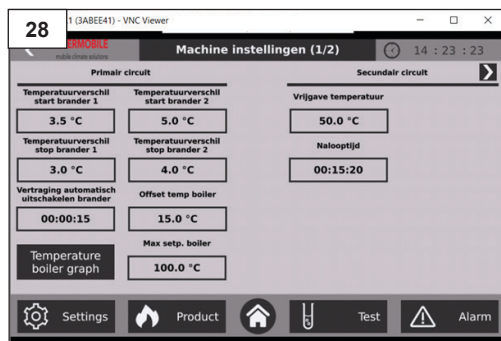 28
.1 (3ABEE41) - VNC Viewer
ERMOBILE
mobile climate solutions
Machine instellingen (1/2)
14 : 23 : 23
Primair circuit
Secundair circuit
Temperatuurverschil
start brander 1
Temperatuurverschil
start brander 2
Vrijgave temperatuur
3.5 °C
5.0 °C
50.0 °C
Temperatuurverschil
stop brander 1
Temperatuurverschil
stop brander 2
Nalooptijd
3.0 °C
4.0 °C
00:15:20
Vertraging automatisch
uitschakelen brander
Offset temp boiler
00:00:15
15.0 °C
Max setp. boiler
Temperature
boiler graph
100.0 °C
Settings
Product
Test
Alarm